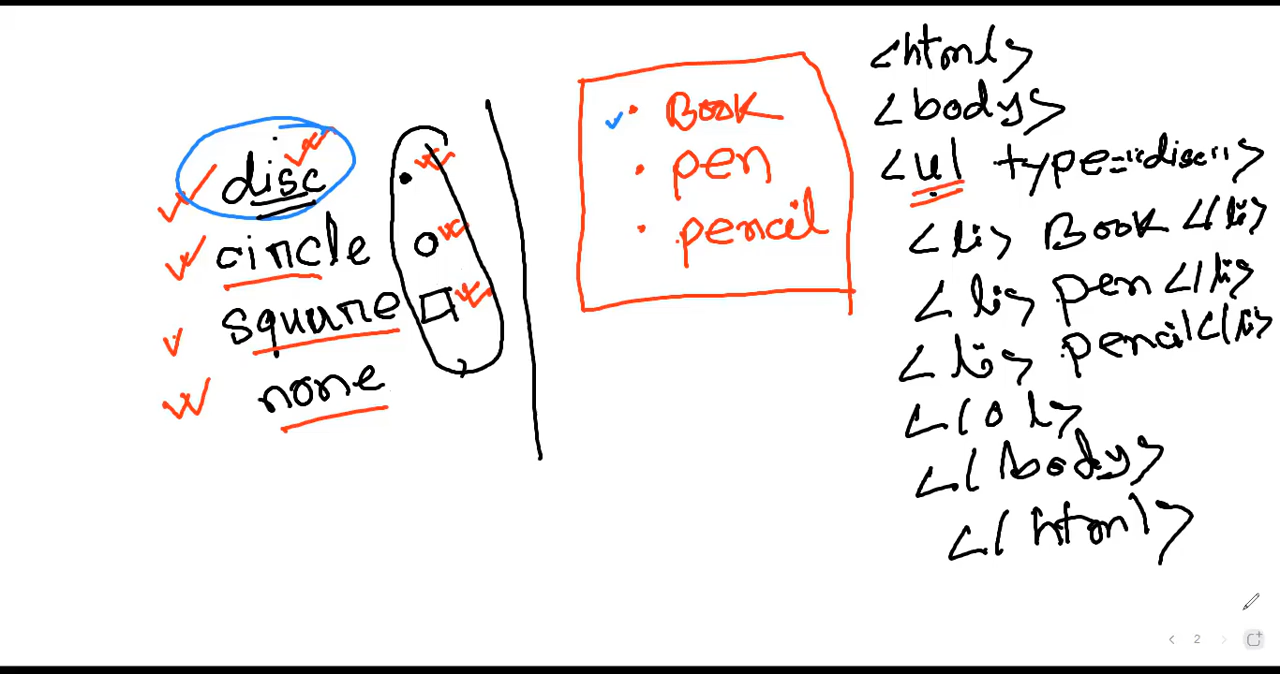 disc
circle
square
none
Book
pen
pencil
<html>
<body>
<ul type="disc">
<li> Book </li>
<li> pen </li>
<li> pencil </li>
</ol>
</body>
</html>
2